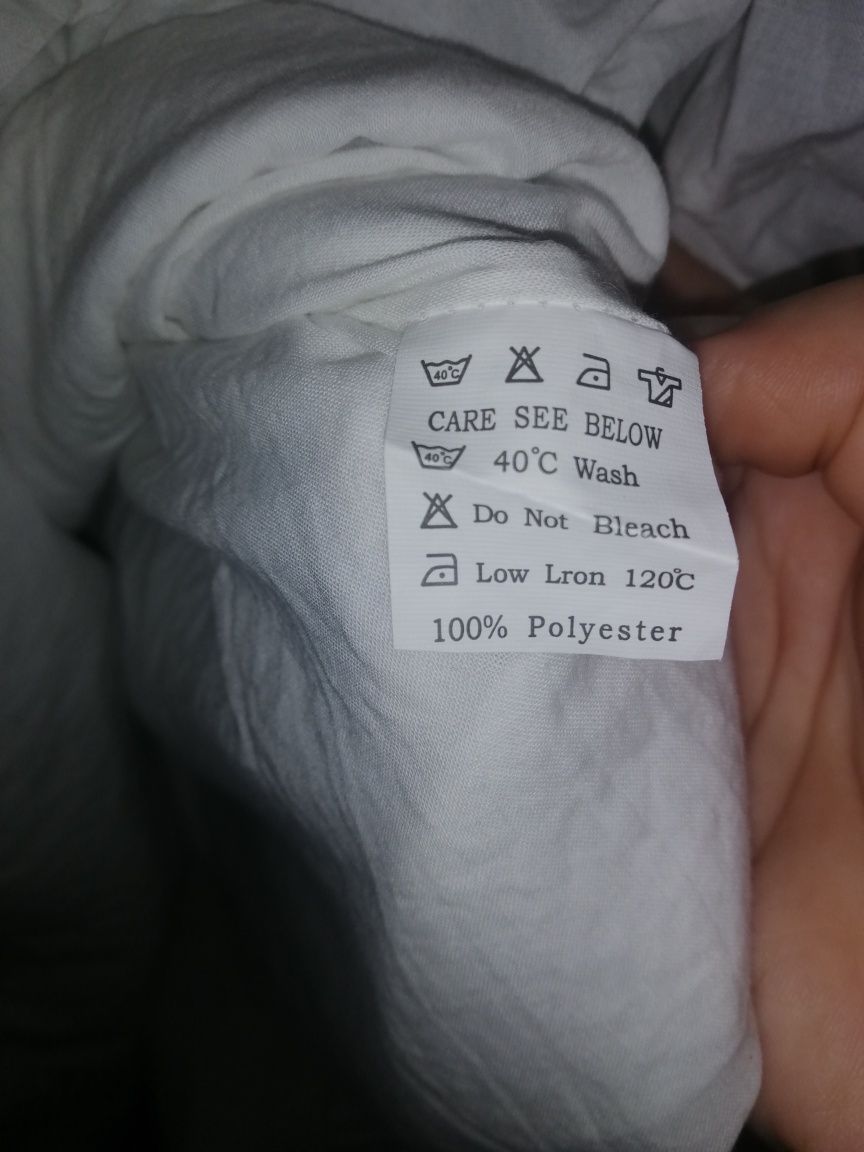 40°C
CARE SEE BELOW
40°C 40°C Wash
Do Not Bleach
Low Lron 120°C
100% Polyester